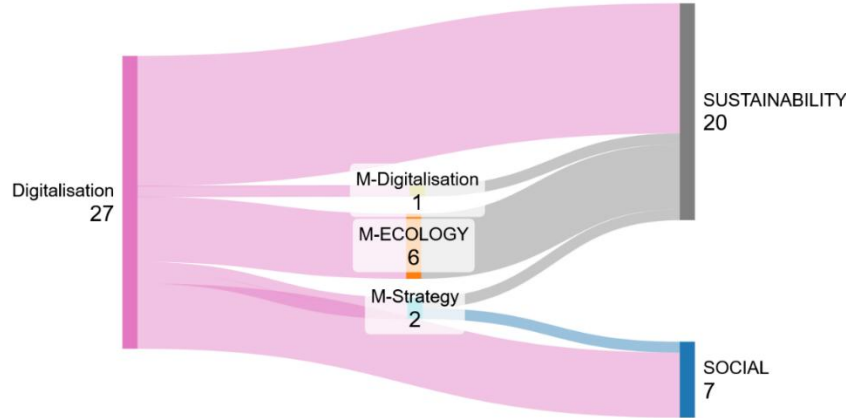 Digitalisation
27
M-Digitalisation
1
M-ECOLOGY
6
M-Strategy
2
SUSTAINABILITY
20
SOCIAL
7